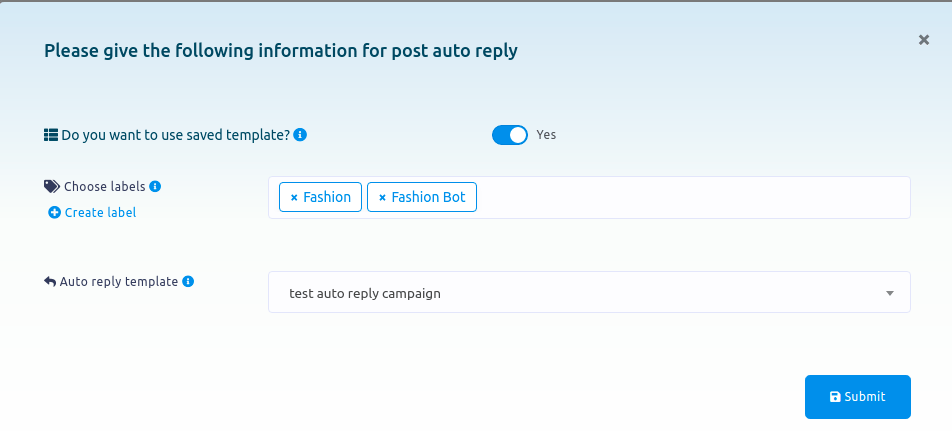 Please give the following information for post auto reply
×
Do you want to use saved template? Yes
Choose labels
× Fashion × Fashion Bot
Create label
Auto reply template
test auto reply campaign
Submit